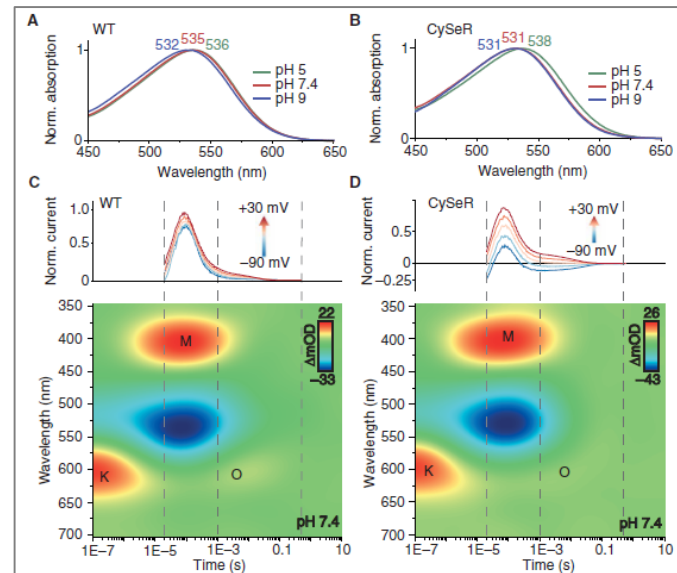 A
WT
532 535 536
1
0
Norm. absorption
pH 5
pH 7.4
pH 9
450 500 550 600 650
Wavelength (nm)
B
CySeR
531 531 538
1
0
Norm. absorption
pH 5
pH 7.4
pH 9
450 500 550 600 650
Wavelength (nm)
C
WT
1.0
0.5
0
Norm. current
+30 mV
−90 mV
350
400
450
500
550
600
650
700
Wavelength (nm)
M
K
O
22
ΔmOD
−33
pH 7.4
1E−7 1E−5 1E−3 0.1 10
Time (s)
D
CySeR
0.5
0
−0.25
Norm. current
+30 mV
−90 mV
350
400
450
500
550
600
650
700
Wavelength (nm)
M
K
O
26
ΔmOD
−43
pH 7.4
1E−7 1E−5 1E−3 0.1 10
Time (s)